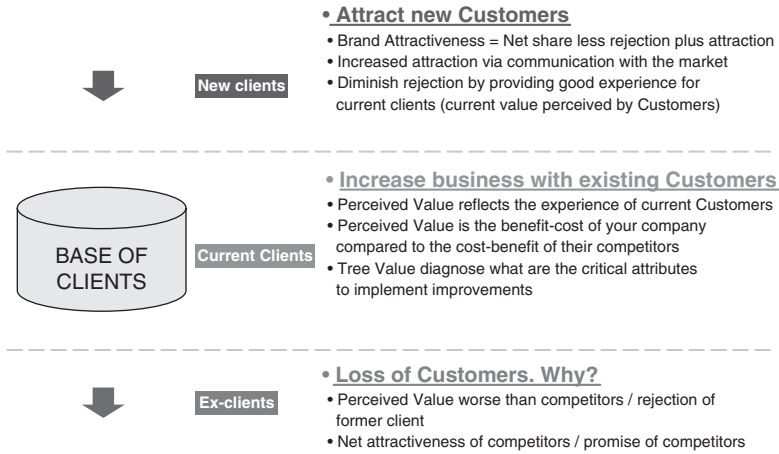 • Attract new Customers
• Brand Attractiveness = Net share less rejection plus attraction
• Increased attraction via communication with the market
New clients
• Diminish rejection by providing good experience for
current clients (current value perceived by Customers)
• Increase business with existing Customers
• Perceived Value reflects the experience of current Customers
• Perceived Value is the benefit-cost of your company
compared to the cost-benefit of their competitors
BASE OF
CLIENTS
Current Clients
• Tree Value diagnose what are the critical attributes
to implement improvements
• Loss of Customers. Why?
Ex-clients
• Perceived Value worse than competitors / rejection of
former client
• Net attractiveness of competitors / promise of competitors